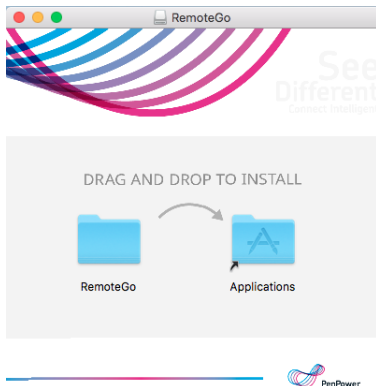 RemoteGo
See
Different
Connect Intelligent
DRAG AND DROP TO INSTALL
RemoteGo
Applications
PenPower